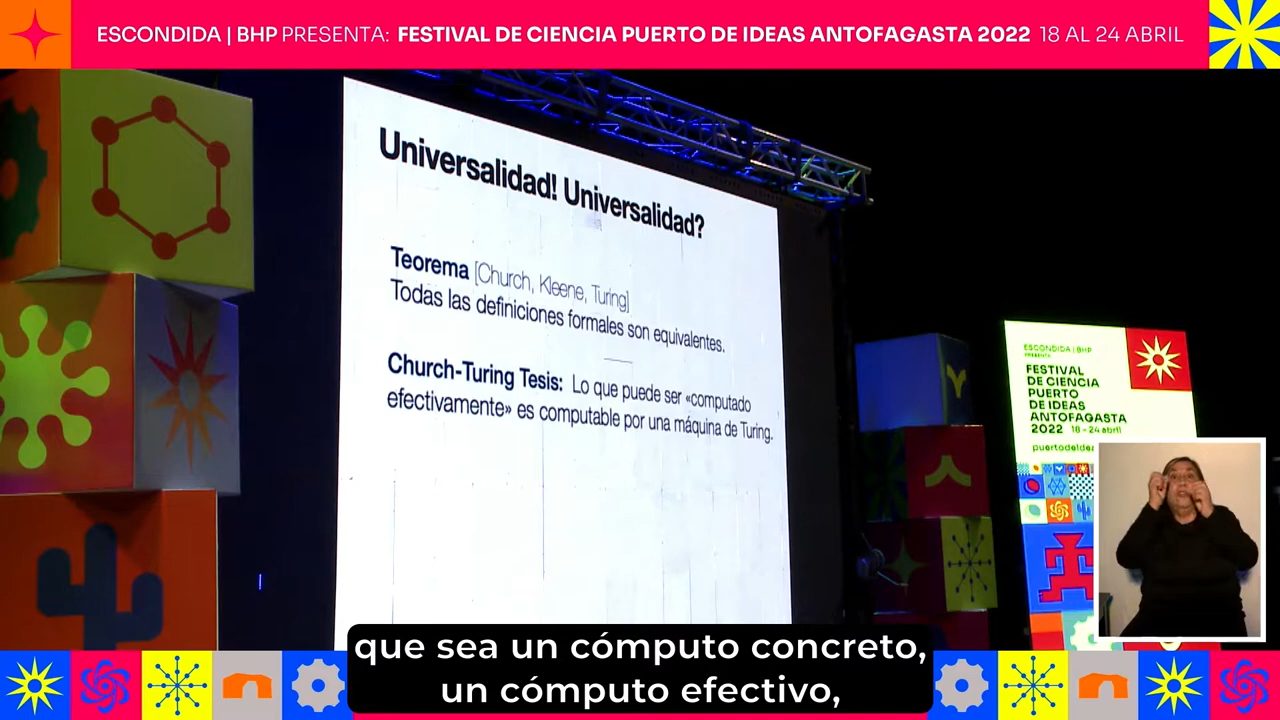 ESCONDIDA | BHP PRESENTA: FESTIVAL DE CIENCIA PUERTO DE IDEAS ANTOFAGASTA 2022 18 AL 24 ABRIL
Universalidad! Universalidad?
Teorema [Church, Kleene, Turing]
Todas las definiciones formales son equivalentes.
Church-Turing Tesis: Lo que puede ser «computado
efectivamente» es computable por una máquina de Turing.
ESCONDIDA | BHP
PRESENTA:
FESTIVAL
DE CIENCIA
PUERTO
DE IDEAS
ANTOFAGASTA
2022 18 - 24 abril
puertodeidea
que sea un cómputo concreto,
un cómputo efectivo,